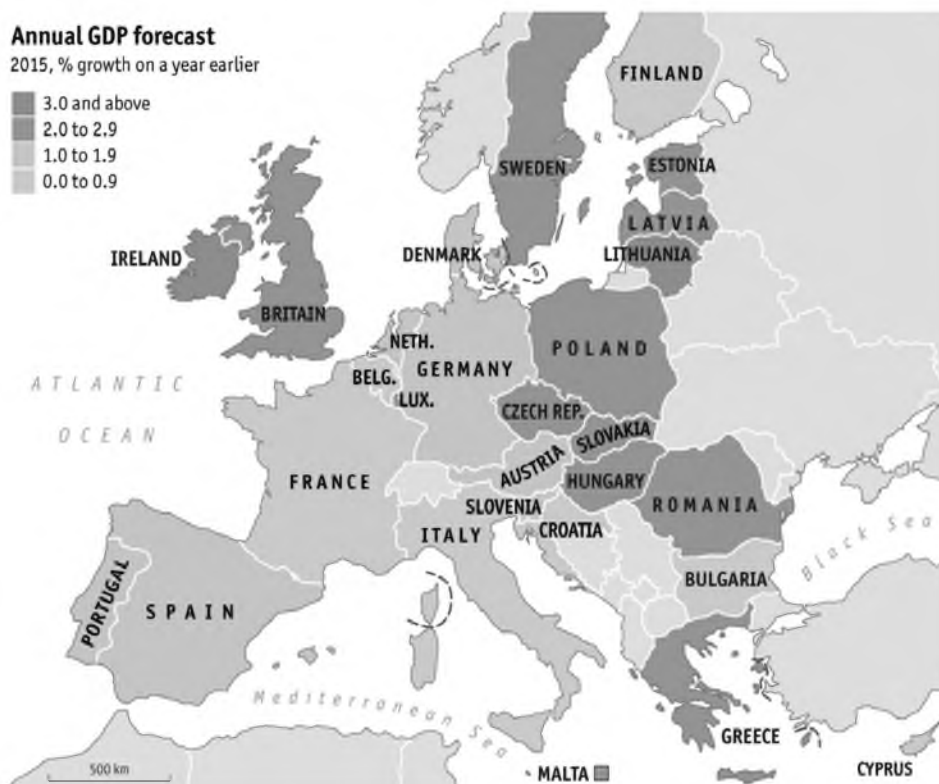 Annual GDP forecast
2015, % growth on a year earlier
3.0 and above
2.0 to 2.9
1.0 to 1.9
0.0 to 0.9
FINLAND
SWEDEN
ESTONIA
LATVIA
LITHUANIA
IRELAND
DENMARK
BRITAIN
NETH.
GERMANY
POLAND
BELG.
LUX.
ATLANTIC
OCEAN
CZECH REP.
SLOVAKIA
FRANCE
AUSTRIA
HUNGARY
SLOVENIA
ROMANIA
ITALY
CROATIA
Black Sea
BULGARIA
PORTUGAL
SPAIN
Mediterranean Sea
GREECE
500 km
MALTA
CYPRUS